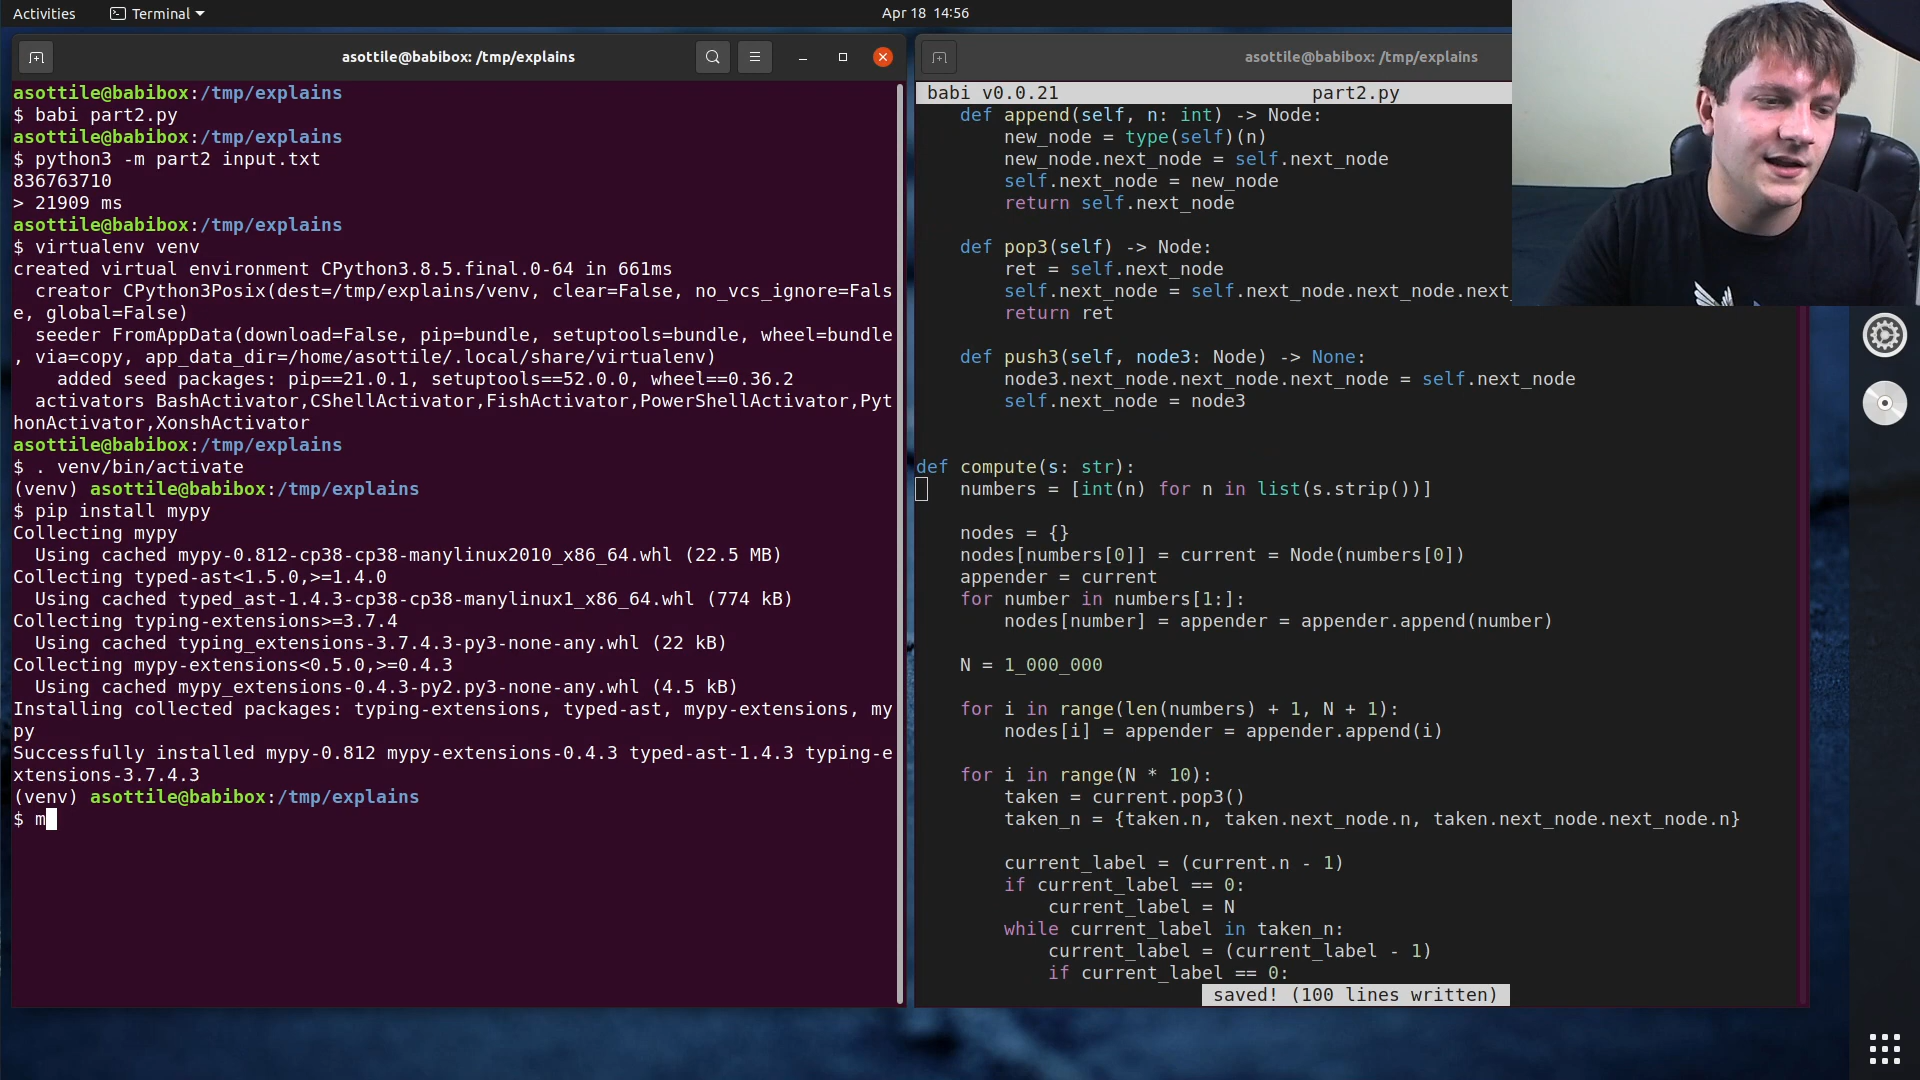 Activities
Terminal
Apr 18 14:56
asottile@babibox: /tmp/explains
asottile@babibox:/tmp/explains
$ babi part2.py
asottile@babibox:/tmp/explains
$ python3 -m part2 input.txt
836763710
> 21909 ms
asottile@babibox:/tmp/explains
$ virtualenv venv
created virtual environment CPython3.8.5.final.0-64 in 661ms
  creator CPython3Posix(dest=/tmp/explains/venv, clear=False, no_vcs_ignore=Fals
e, global=False)
  seeder FromAppData(download=False, pip=bundle, setuptools=bundle, wheel=bundle
, via=copy, app_data_dir=/home/asottile/.local/share/virtualenv)
    added seed packages: pip==21.0.1, setuptools==52.0.0, wheel==0.36.2
  activators BashActivator,CShellActivator,FishActivator,PowerShellActivator,Pyt
honActivator,XonshActivator
asottile@babibox:/tmp/explains
$ . venv/bin/activate
(venv) asottile@babibox:/tmp/explains
$ pip install mypy
Collecting mypy
  Using cached mypy-0.812-cp38-cp38-manylinux2010_x86_64.whl (22.5 MB)
Collecting typed-ast<1.5.0,>=1.4.0
  Using cached typed_ast-1.4.3-cp38-cp38-manylinux1_x86_64.whl (774 kB)
Collecting typing-extensions>=3.7.4
  Using cached typing_extensions-3.7.4.3-py3-none-any.whl (22 kB)
Collecting mypy-extensions<0.5.0,>=0.4.3
  Using cached mypy_extensions-0.4.3-py2.py3-none-any.whl (4.5 kB)
Installing collected packages: typing-extensions, typed-ast, mypy-extensions, my
py
Successfully installed mypy-0.812 mypy-extensions-0.4.3 typed-ast-1.4.3 typing-e
xtensions-3.7.4.3
(venv) asottile@babibox:/tmp/explains
$ m
asottile@babibox: /tmp/explains
babi v0.0.21 part2.py
    def append(self, n: int) -> Node:
        new_node = type(self)(n)
        new_node.next_node = self.next_node
        self.next_node = new_node
        return self.next_node
    def pop3(self) -> Node:
        ret = self.next_node
        self.next_node = self.next_node.next_node.next_
        return ret
    def push3(self, node3: Node) -> None:
        node3.next_node.next_node.next_node = self.next_node
        self.next_node = node3
def compute(s: str):
    numbers = [int(n) for n in list(s.strip())]
    nodes = {}
    nodes[numbers[0]] = current = Node(numbers[0])
    appender = current
    for number in numbers[1:]:
        nodes[number] = appender = appender.append(number)
    N = 1_000_000
    for i in range(len(numbers) + 1, N + 1):
        nodes[i] = appender = appender.append(i)
    for i in range(N * 10):
        taken = current.pop3()
        taken_n = {taken.n, taken.next_node.n, taken.next_node.next_node.n}
        current_label = (current.n - 1)
        if current_label == 0:
            current_label = N
        while current_label in taken_n:
            current_label = (current_label - 1)
            if current_label == 0:
saved! (100 lines written)